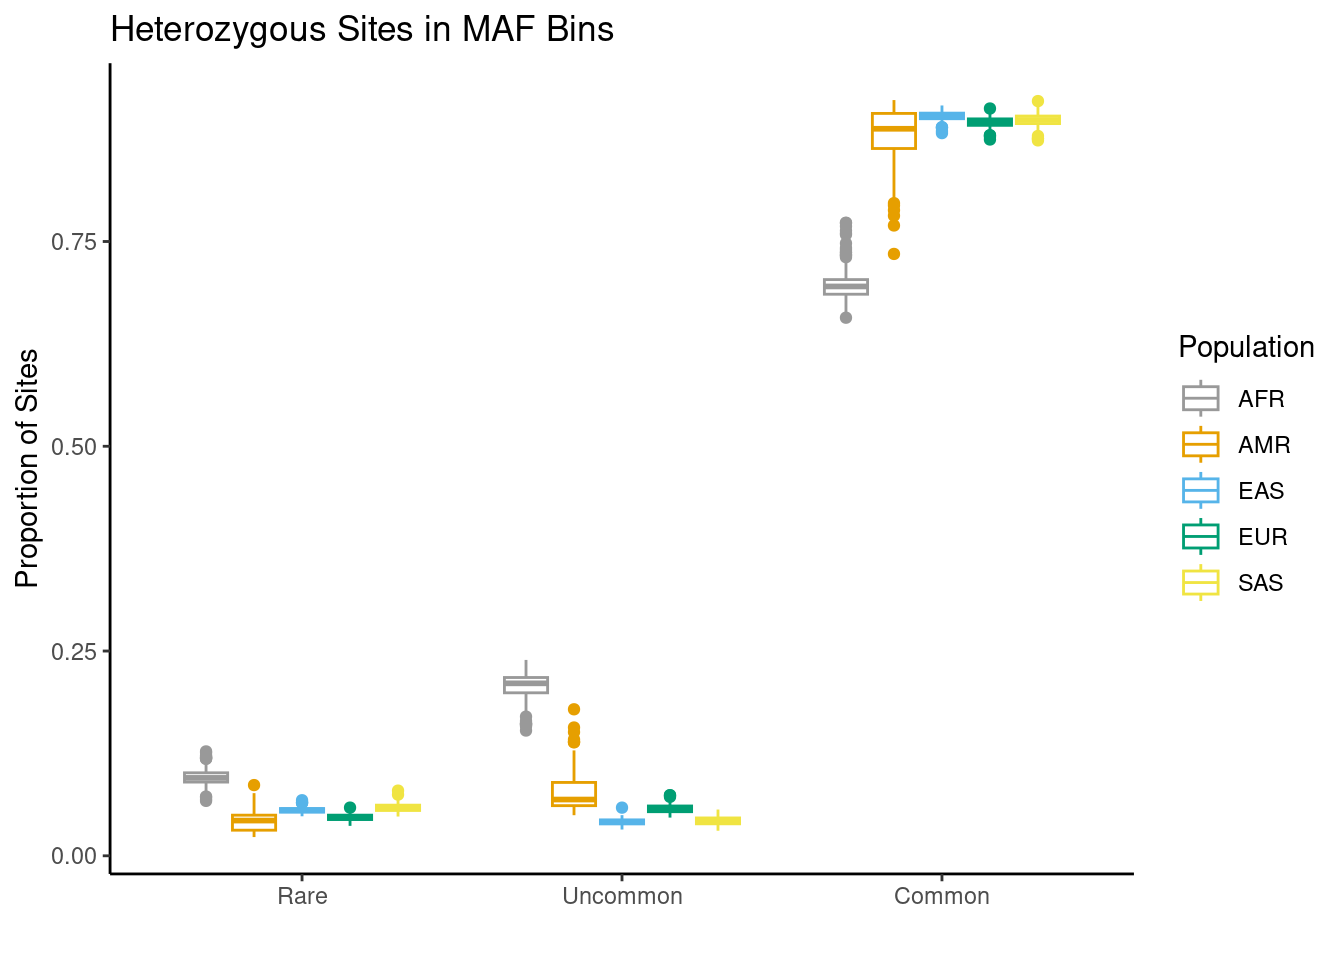 Heterozygous Sites in MAF Bins
Proportion of Sites
0.75
0.50
0.25
0.00
Rare
Uncommon
Common
Population
AFR
AMR
EAS
EUR
SAS